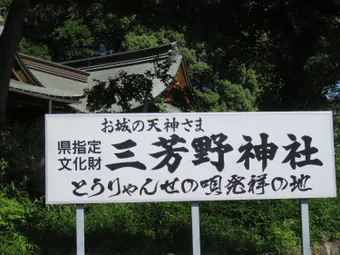 お城の天神さま
県指定
文化財
三芳野神社
とうりゃんせの唄発祥の地